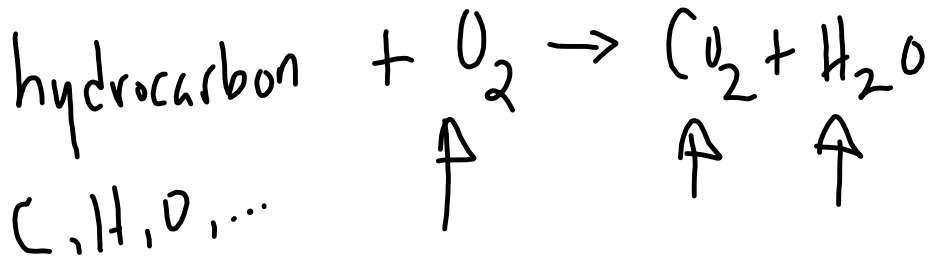 hydrocarbon + O₂ → CO₂ + H₂O
C, H, O, ...